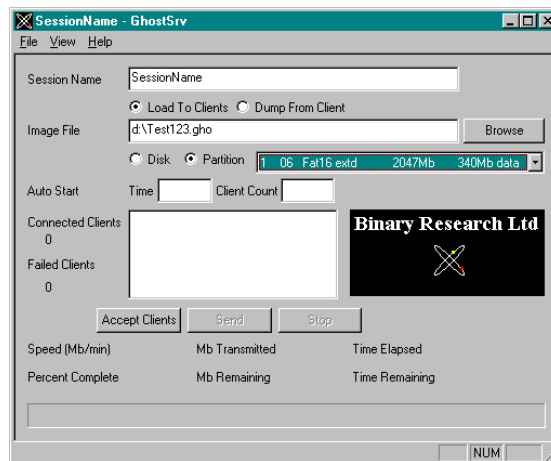 SessionName - GhostSrv
File View Help
Session Name SessionName
Load To Clients Dump From Client
Image File d:\Test123.gho Browse
Disk Partition 1 06 Fat16 extd 2047Mb 340Mb data
Auto Start Time Client Count
Connected Clients
0
Failed Clients
0
Binary Research Ltd
Accept Clients Send Stop
Speed (Mb/min) Mb Transmitted Time Elapsed
Percent Complete Mb Remaining Time Remaining
NUM